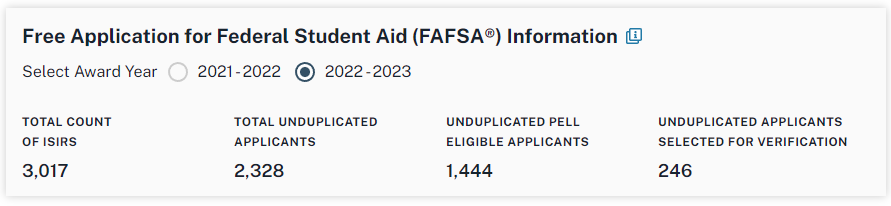 Free Application for Federal Student Aid (FAFSA®) Information
Select Award Year 2021-2022 2022-2023
TOTAL COUNT OF ISIRS
3,017
TOTAL UNDUPLICATED APPLICANTS
2,328
UNDUPLICATED PELL ELIGIBLE APPLICANTS
1,444
UNDUPLICATED APPLICANTS SELECTED FOR VERIFICATION
246